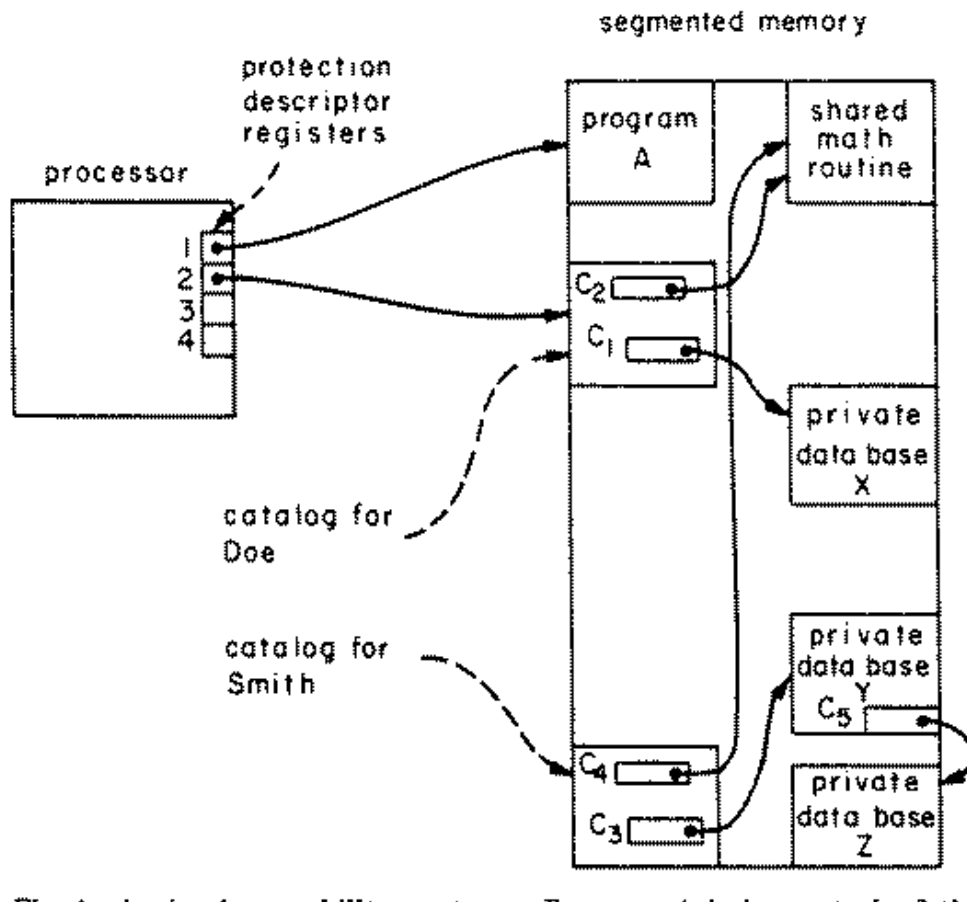 segmented memory
protection
descriptor
registers
processor
1
2
3
4
program
A
shared
math
routine
C2
C1
private
data base
X
catalog for
Doe
catalog for
Smith
private
data base
Y
C5
C4
C3
private
data base
Z